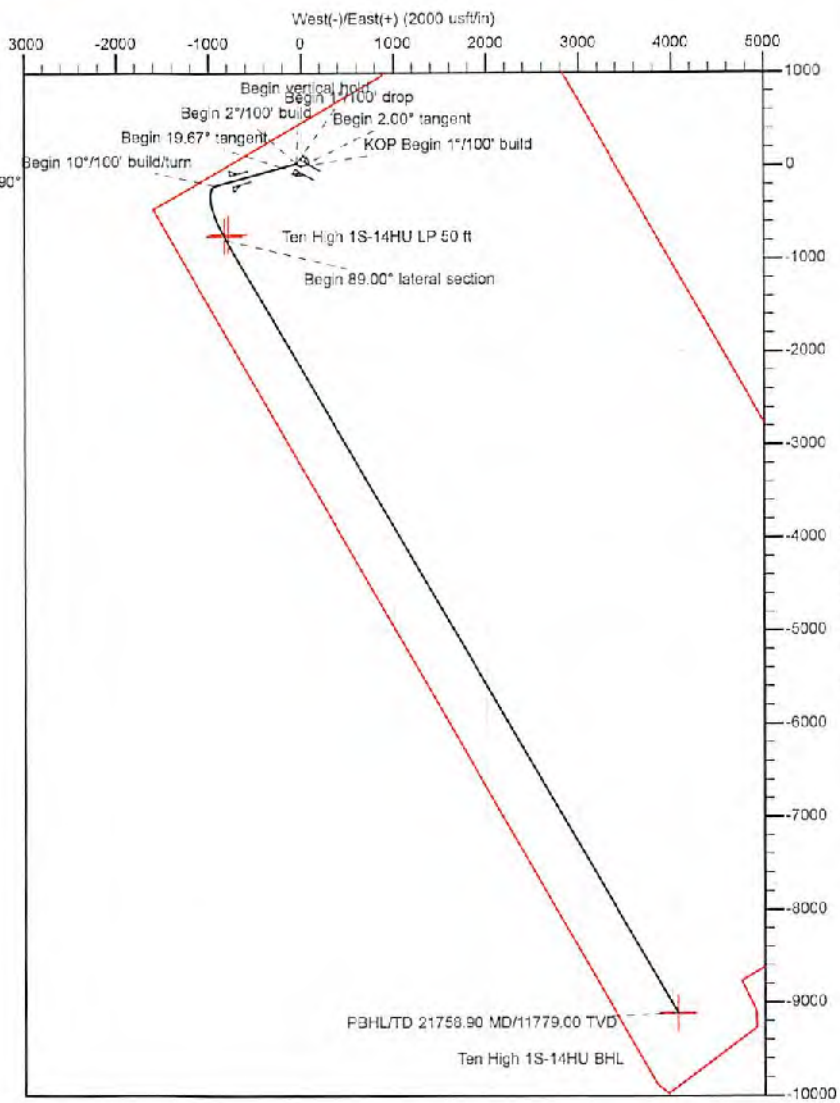 West(-)/East(+) (2000 usft/in)
3000 -2000 -1000 0 1000 2000 3000 4000 5000
1000
Begin vertical hold
Begin 1°/100' drop
Begin 2°/100' build
Begin 2.00° tangent
Begin 19.67° tangent
KOP Begin 1°/100' build
0
Begin 10°/100' build/turn
90°
Ten High 1S-14HU LP 50 ft
-1000
Begin 89.00° lateral section
-2000
-3000
-4000
-5000
-6000
-7000
-8000
-9000
PBHL/TD 21758.90 MD/11779.00 TVD
Ten High 1S-14HU BHL
-10000